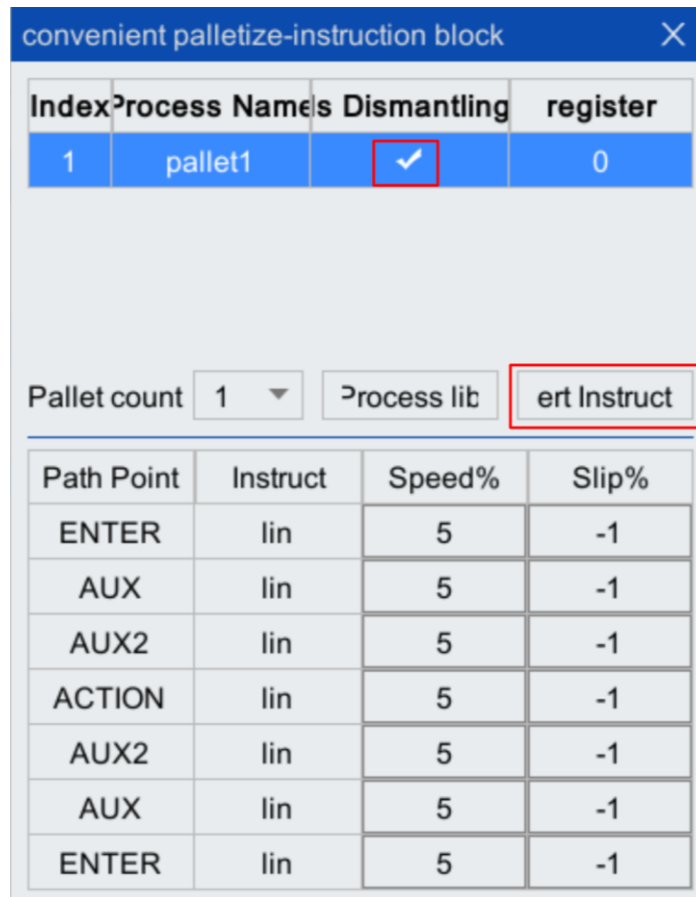 convenient palletize-instruction block
Index Process Name Is Dismantling register
1 pallet1 0
Pallet count 1 Process lib ert Instruct
Path Point Instruct Speed% Slip%
ENTER lin 5 -1
AUX lin 5 -1
AUX2 lin 5 -1
ACTION lin 5 -1
AUX2 lin 5 -1
AUX lin 5 -1
ENTER lin 5 -1